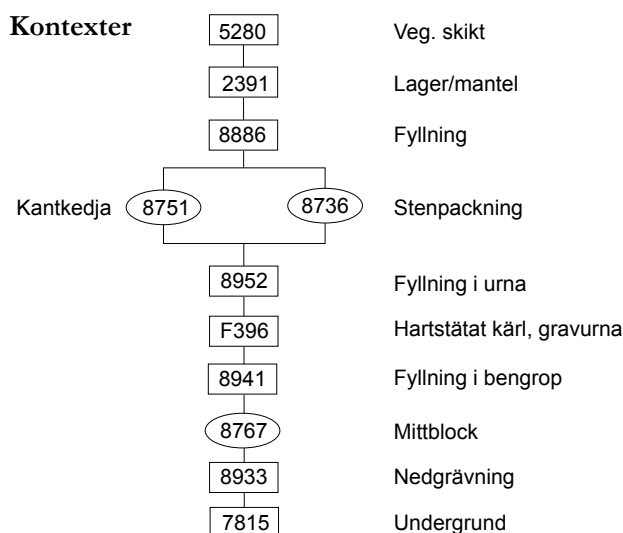 Kontexter
5280 Veg. skikt
2391 Lager/mantel
8886 Fyllning
Kantkedja 8751 8736 Stenpackning
8952 Fyllning i urna
F396 Hartstätat kärl, gravurna
8941 Fyllning i bengrop
8767 Mittblock
8933 Nedgrävning
7815 Undergrund